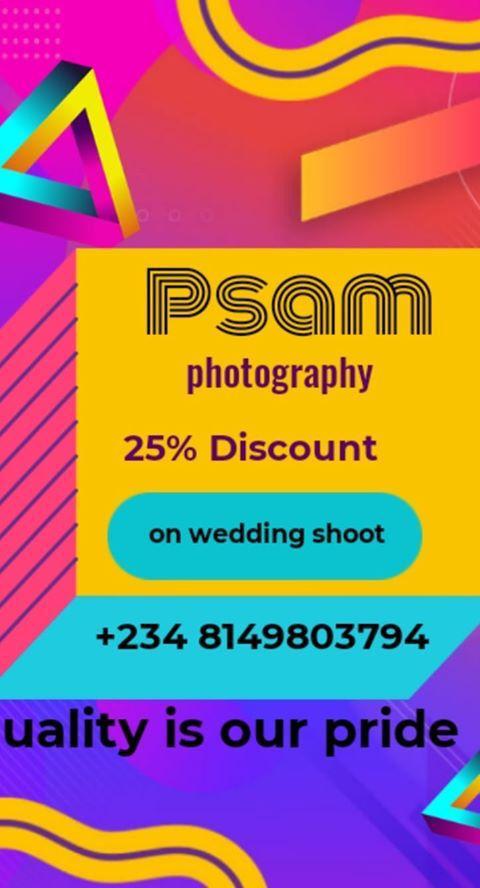 Psam
photography
25% Discount
on wedding shoot
+234 8149803794
uality is our pride